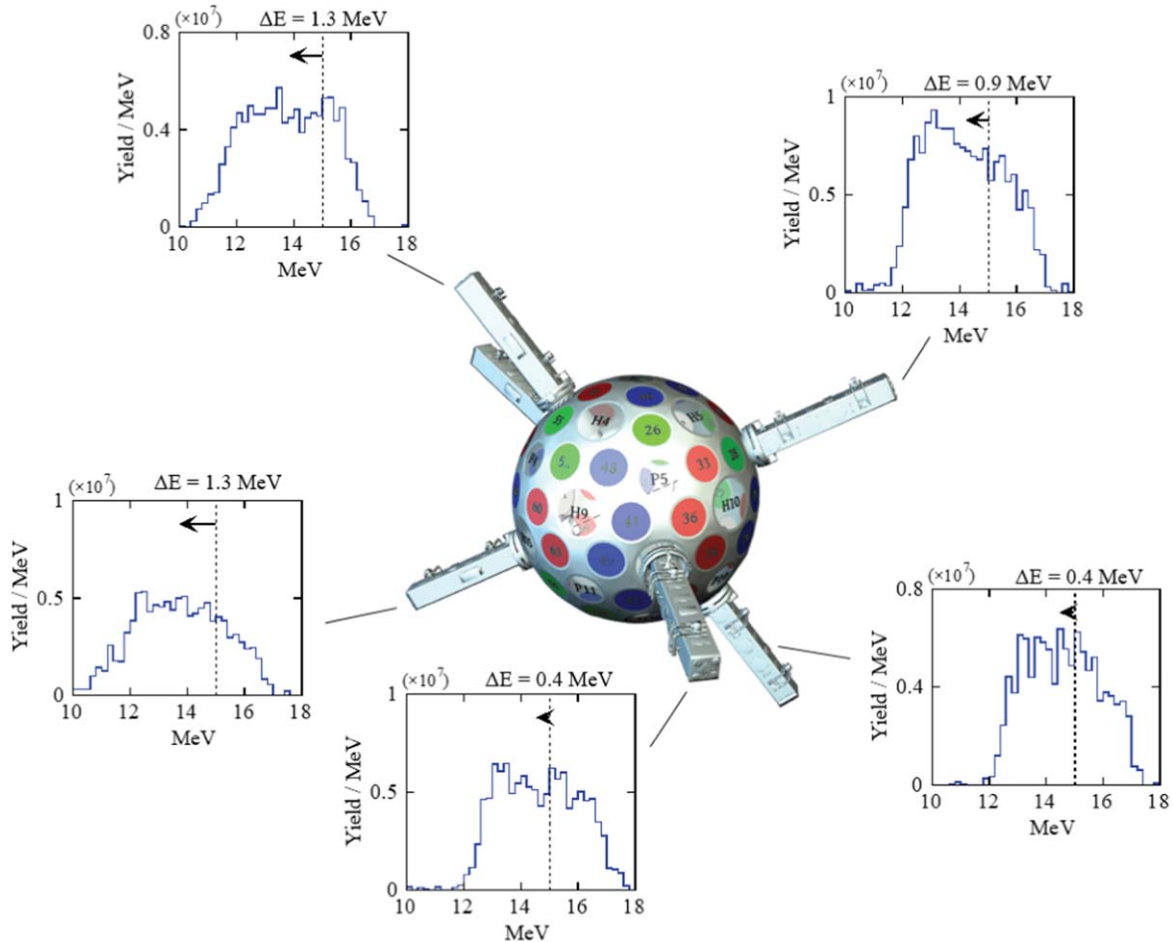 (×10⁷) ΔE = 1.3 MeV
0.8
0.4
0
Yield / MeV
10 12 14 16 18
MeV
(×10⁷) ΔE = 0.9 MeV
1
0.5
0
Yield / MeV
10 12 14 16 18
MeV
H4
26
H5
33
P5
H9
41
36
H10
60
P11
(×10⁷) ΔE = 1.3 MeV
1
0.5
0
Yield / MeV
10 12 14 16 18
MeV
(×10⁷) ΔE = 0.4 MeV
1
0.5
0
Yield / MeV
10 12 14 16 18
MeV
(×10⁷) ΔE = 0.4 MeV
0.8
0.4
0
Yield / MeV
10 12 14 16 18
MeV